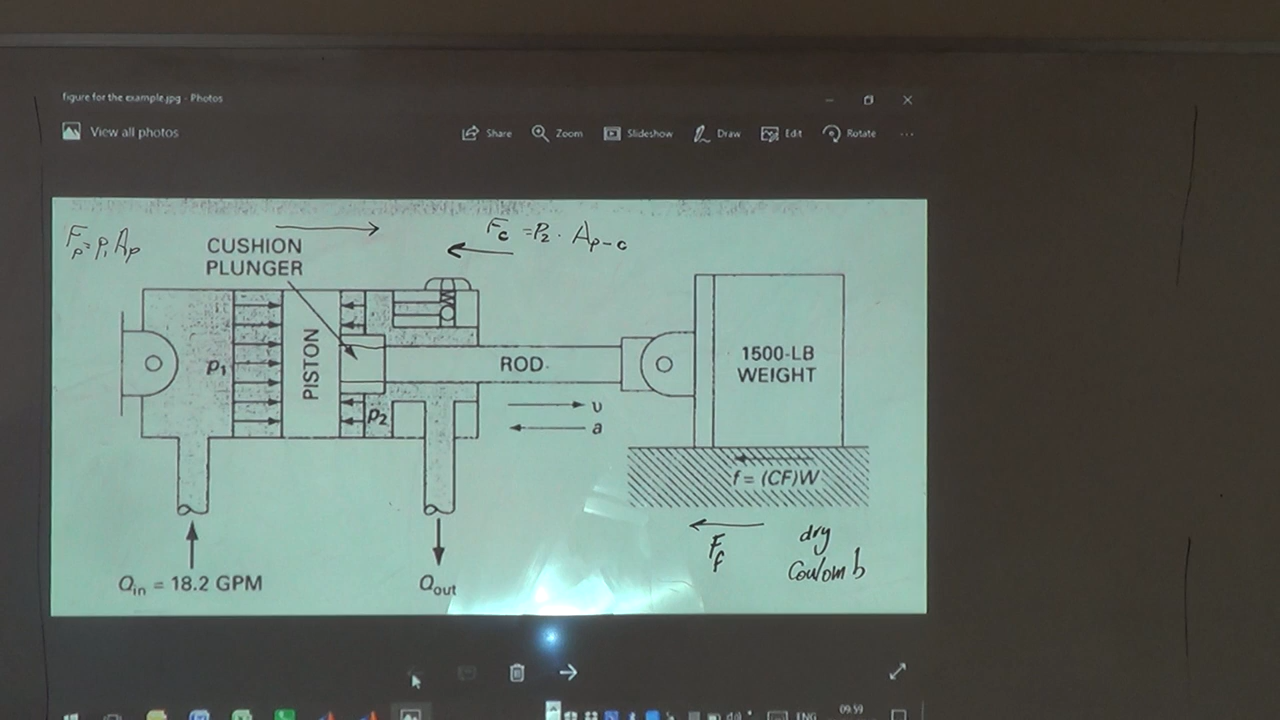 figure for the example.jpg - Photos
View all photos
Share
Zoom
Slideshow
Draw
Edit
Rotate
Fp = p1 Ap
Fc = P2 · Ap-c
CUSHION
PLUNGER
p1
PISTON
p2
ROD
υ
a
1500-LB
WEIGHT
f = (CF)W
Ff
dry
Coulomb
Qin = 18.2 GPM
Qout
ENG
09:59